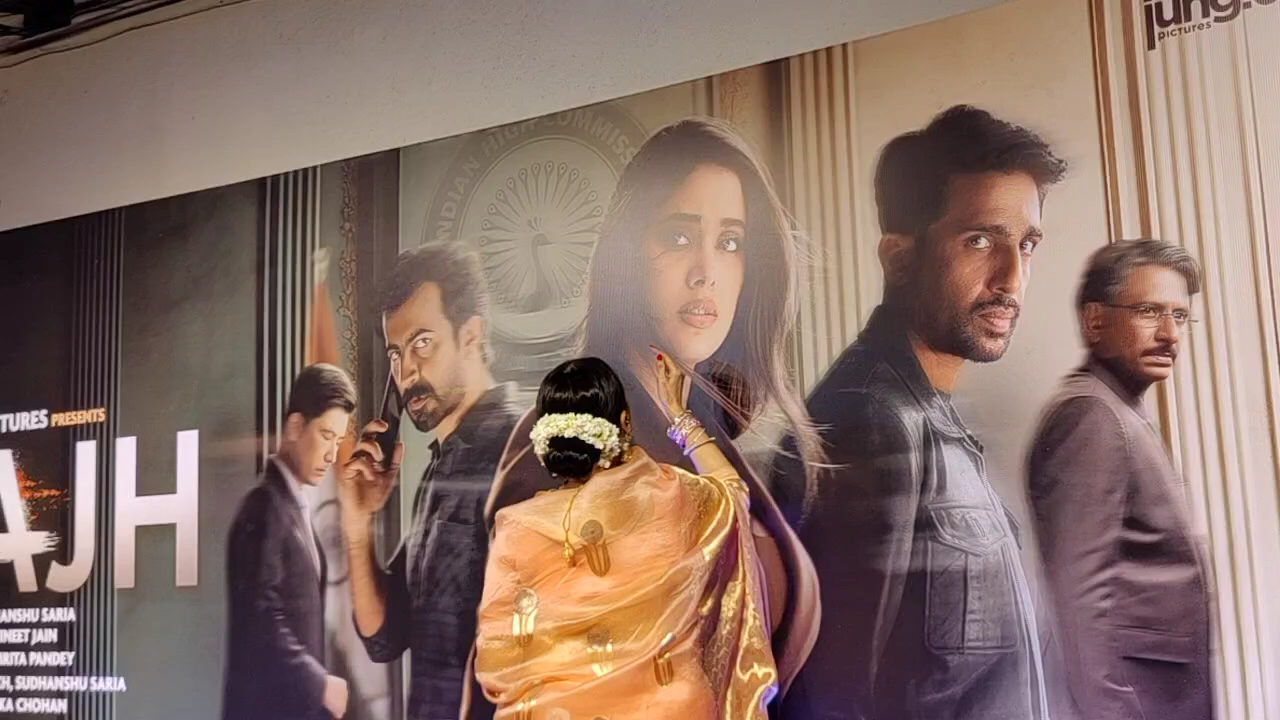 jung
PICTURES
INDIAN HIGH COMMISS
TURES PRESENTS
AJH
ANSHU SARIA
INEET JAIN
RITA PANDEY
H, SUDHANSHU SARIA
KA CHOHAN